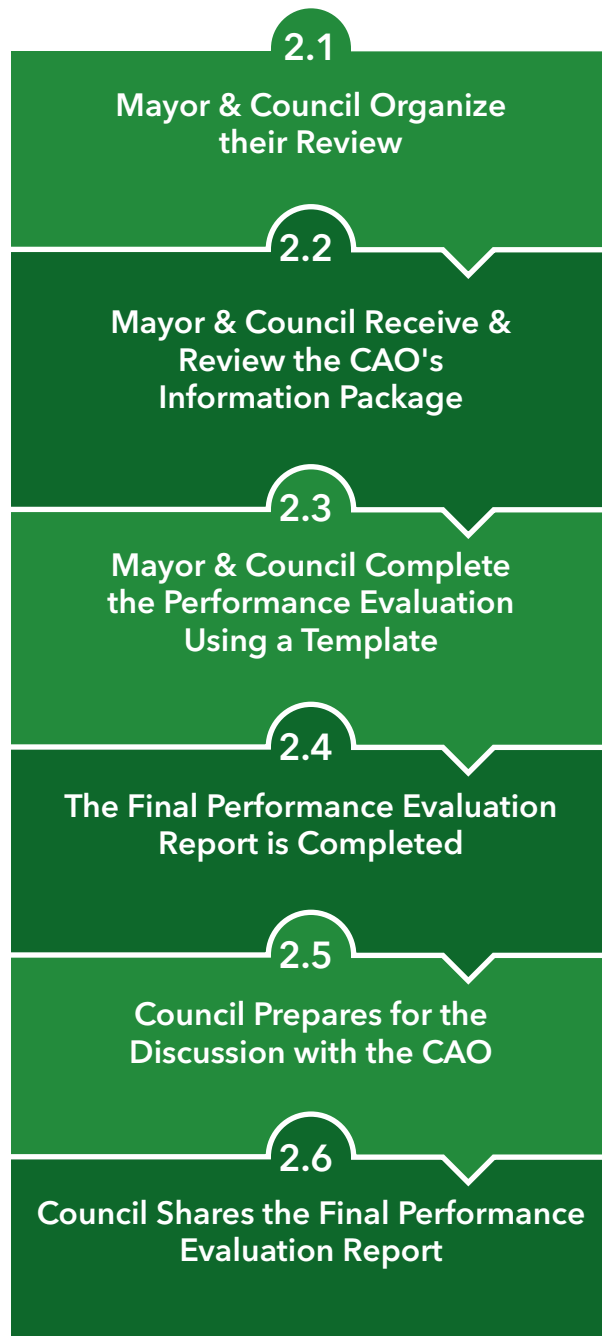 2.1
Mayor & Council Organize
their Review
2.2
Mayor & Council Receive &
Review the CAO's
Information Package
2.3
Mayor & Council Complete
the Performance Evaluation
Using a Template
2.4
The Final Performance Evaluation
Report is Completed
2.5
Council Prepares for the
Discussion with the CAO
2.6
Council Shares the Final Performance
Evaluation Report